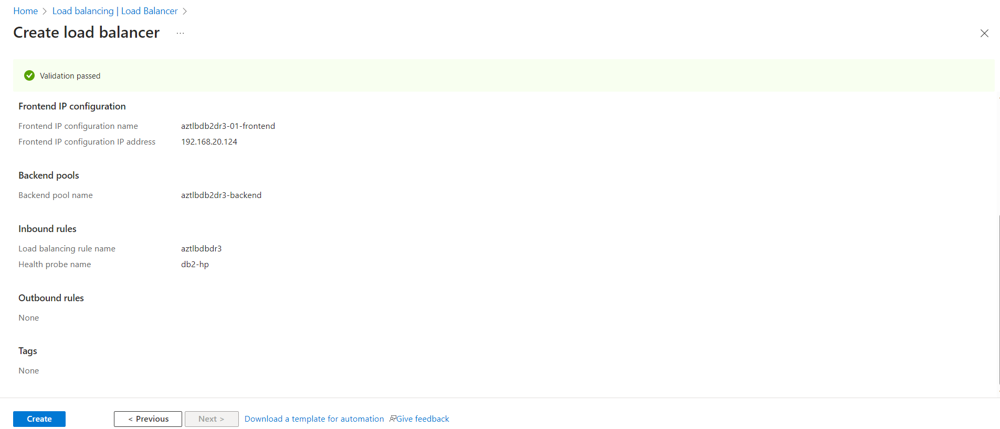 Home > Load balancing | Load Balancer >
Create load balancer ...
Validation passed
Frontend IP configuration
Frontend IP configuration name aztlbdb2dr3-01-frontend
Frontend IP configuration IP address 192.168.20.124
Backend pools
Backend pool name aztlbdb2dr3-backend
Inbound rules
Load balancing rule name aztlbdbdr3
Health probe name db2-hp
Outbound rules
None
Tags
None
Create < Previous Next > Download a template for automation Give feedback